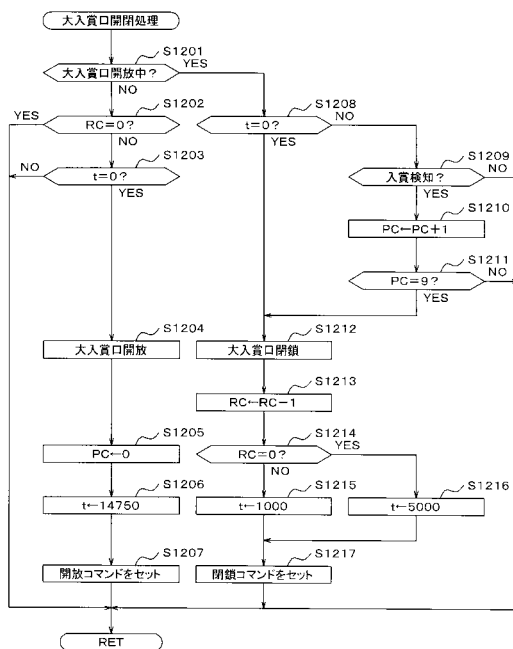 大入賞口開閉処理
S1201
大入賞口開放中?
YES
NO
S1202
YES
RC=0?
NO
S1208
t=0?
NO
YES
S1203
NO
t=0?
YES
S1209
入賞検知?
NO
YES
S1210
PC←PC+1
S1211
PC=9?
NO
YES
S1204
大入賞口開放
S1212
大入賞口閉鎖
S1213
RC←RC-1
S1205
PC←0
S1214
RC=0?
YES
NO
S1206
t←14750
S1215
t←1000
S1216
t←5000
S1207
開放コマンドをセット
S1217
閉鎖コマンドをセット
RET